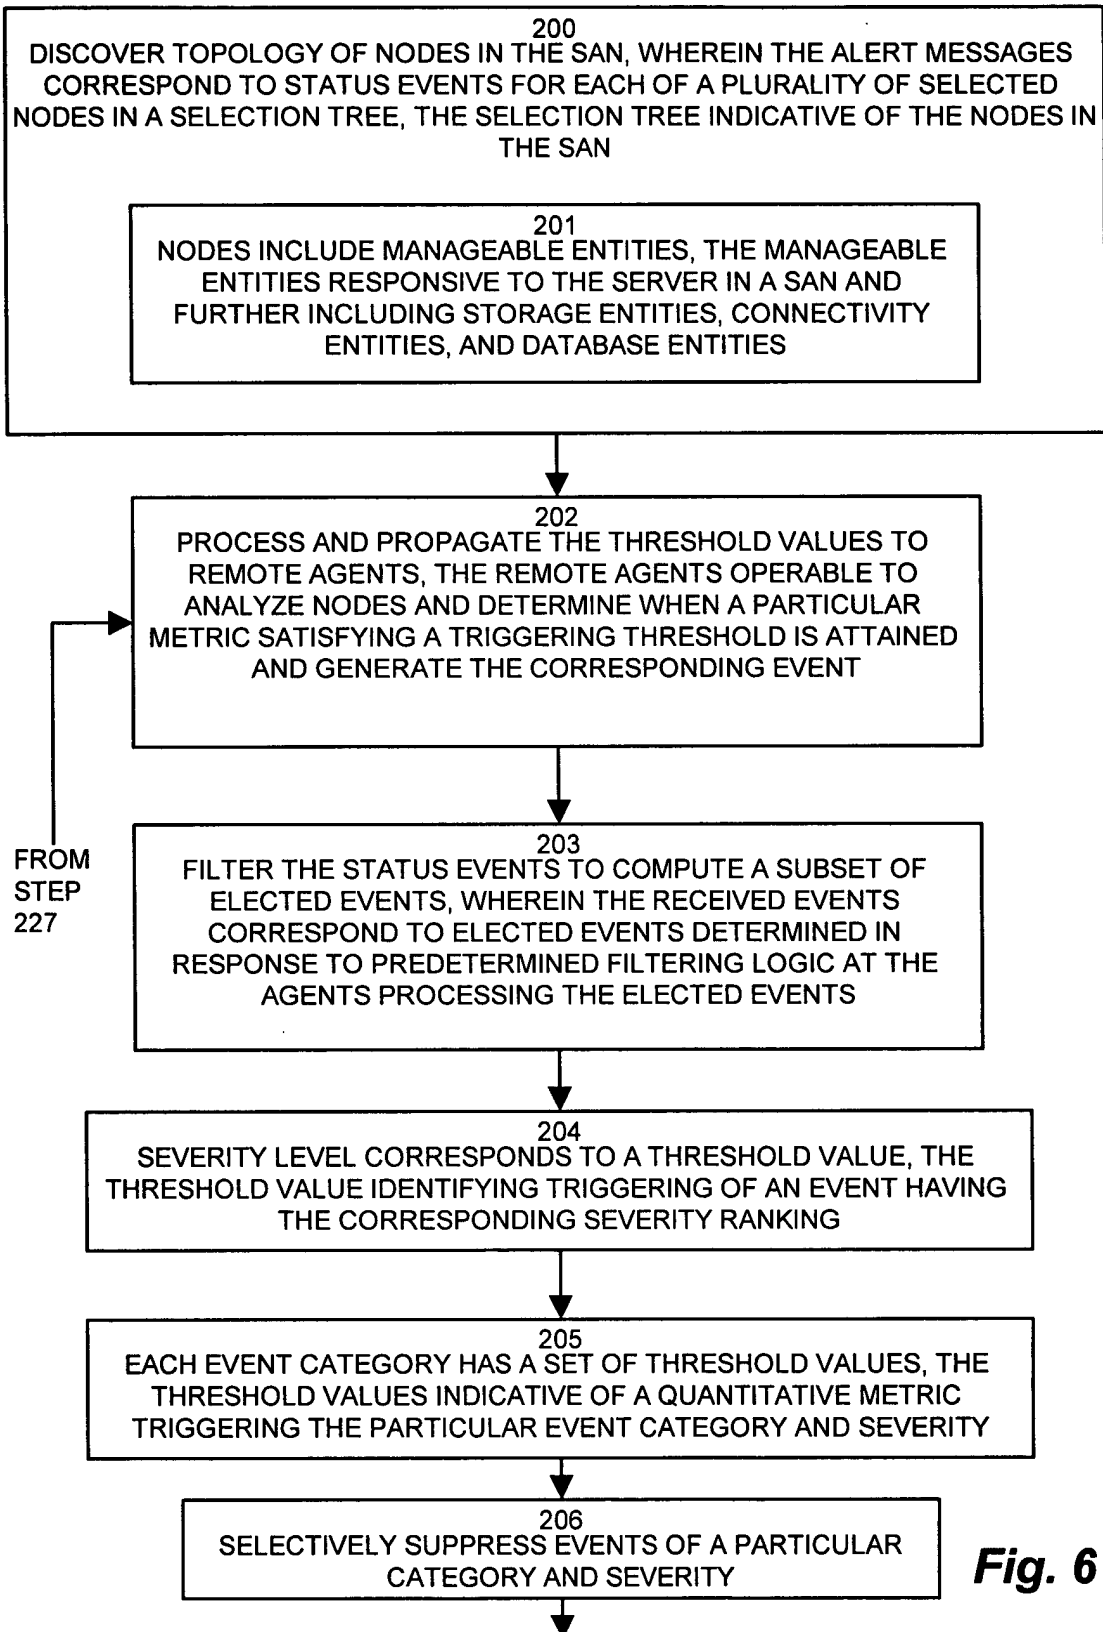 200
DISCOVER TOPOLOGY OF NODES IN THE SAN, WHEREIN THE ALERT MESSAGES
CORRESPOND TO STATUS EVENTS FOR EACH OF A PLURALITY OF SELECTED
NODES IN A SELECTION TREE, THE SELECTION TREE INDICATIVE OF THE NODES IN
THE SAN
201
NODES INCLUDE MANAGEABLE ENTITIES, THE MANAGEABLE
ENTITIES RESPONSIVE TO THE SERVER IN A SAN AND
FURTHER INCLUDING STORAGE ENTITIES, CONNECTIVITY
ENTITIES, AND DATABASE ENTITIES
202
PROCESS AND PROPAGATE THE THRESHOLD VALUES TO
REMOTE AGENTS, THE REMOTE AGENTS OPERABLE TO
ANALYZE NODES AND DETERMINE WHEN A PARTICULAR
METRIC SATISFYING A TRIGGERING THRESHOLD IS ATTAINED
AND GENERATE THE CORRESPONDING EVENT
FROM
STEP
227
203
FILTER THE STATUS EVENTS TO COMPUTE A SUBSET OF
ELECTED EVENTS, WHEREIN THE RECEIVED EVENTS
CORRESPOND TO ELECTED EVENTS DETERMINED IN
RESPONSE TO PREDETERMINED FILTERING LOGIC AT THE
AGENTS PROCESSING THE ELECTED EVENTS
204
SEVERITY LEVEL CORRESPONDS TO A THRESHOLD VALUE, THE
THRESHOLD VALUE IDENTIFYING TRIGGERING OF AN EVENT HAVING
THE CORRESPONDING SEVERITY RANKING
205
EACH EVENT CATEGORY HAS A SET OF THRESHOLD VALUES, THE
THRESHOLD VALUES INDICATIVE OF A QUANTITATIVE METRIC
TRIGGERING THE PARTICULAR EVENT CATEGORY AND SEVERITY
206
SELECTIVELY SUPPRESS EVENTS OF A PARTICULAR
CATEGORY AND SEVERITY
Fig. 6